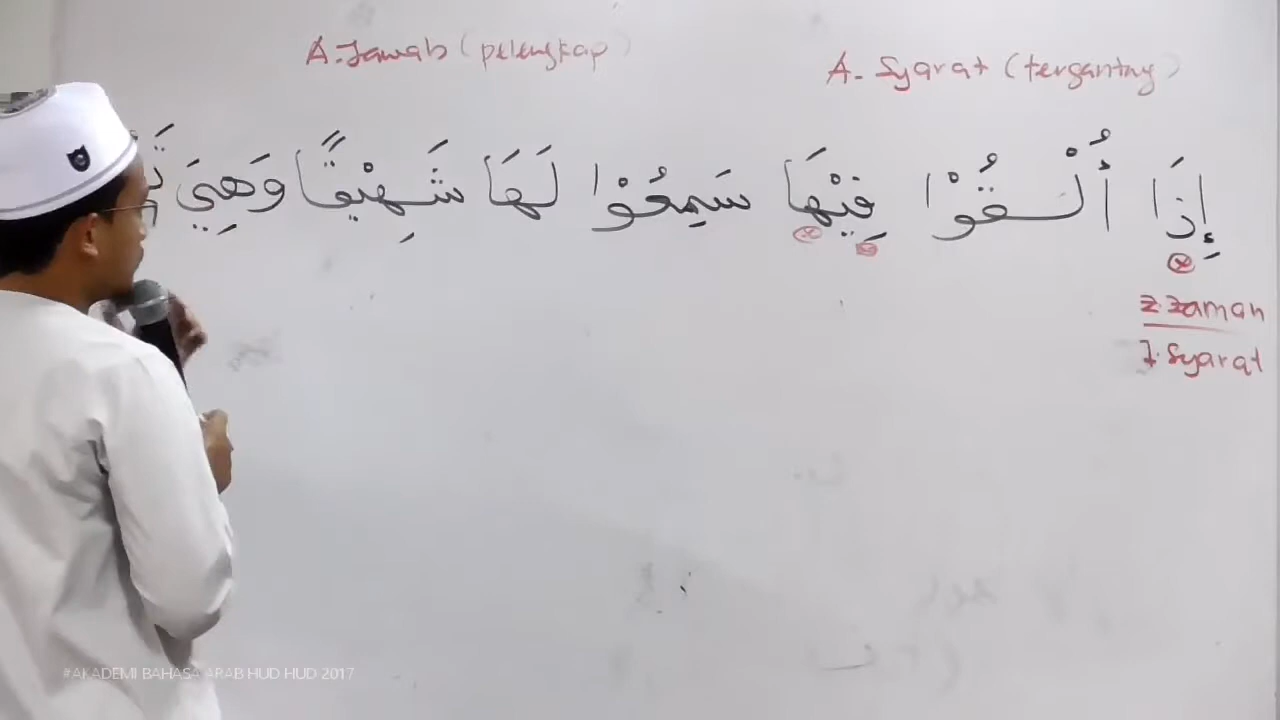 A. Jawab (pelengkap)
A. Syarat (tergantung)
إِذَا أُلْقُوْا فِيْهَا سَمِعُوْا لَهَا شَهِيْقًا وَهِيَ
Z. Zaman
J. Syarat
#AKADEMI BAHASA ARAB HUD HUD 2017